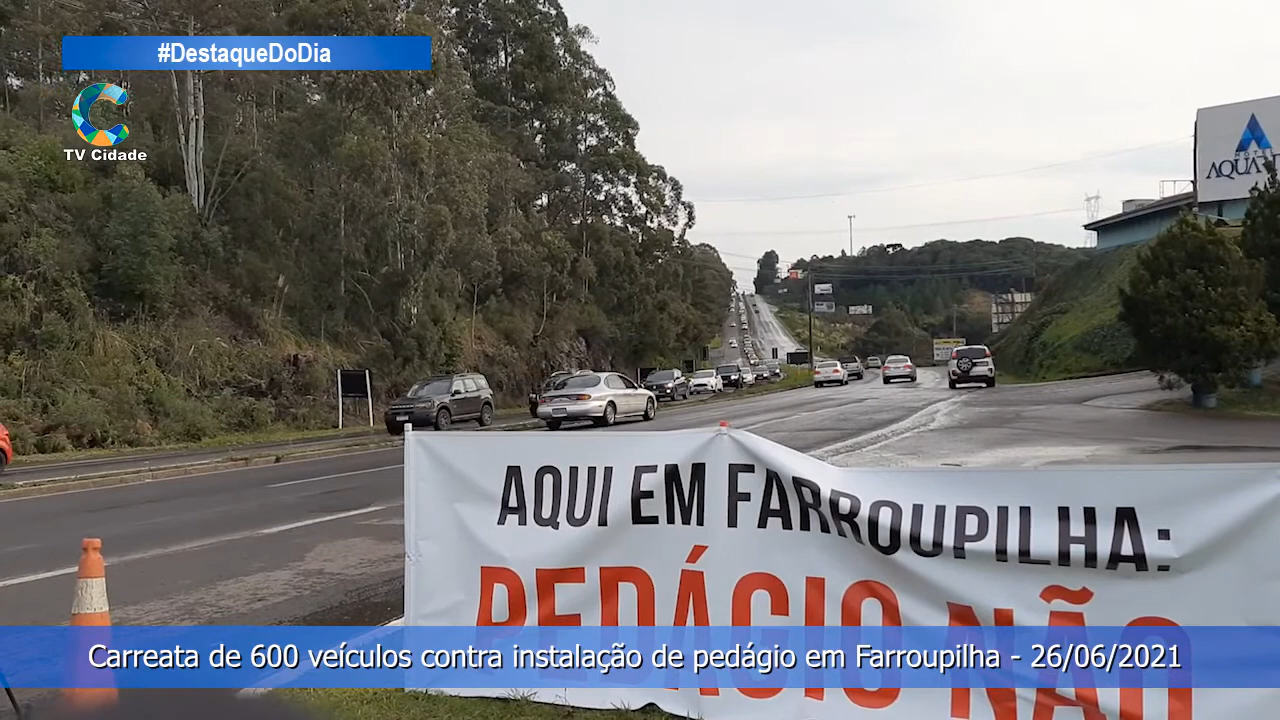 #DestaqueDoDia
TV Cidade
HOTEL
AQUI EM FARROUPILHA:
PEDÁGIO NÃO
Carreata de 600 veículos contra instalação de pedágio em Farroupilha - 26/06/2021